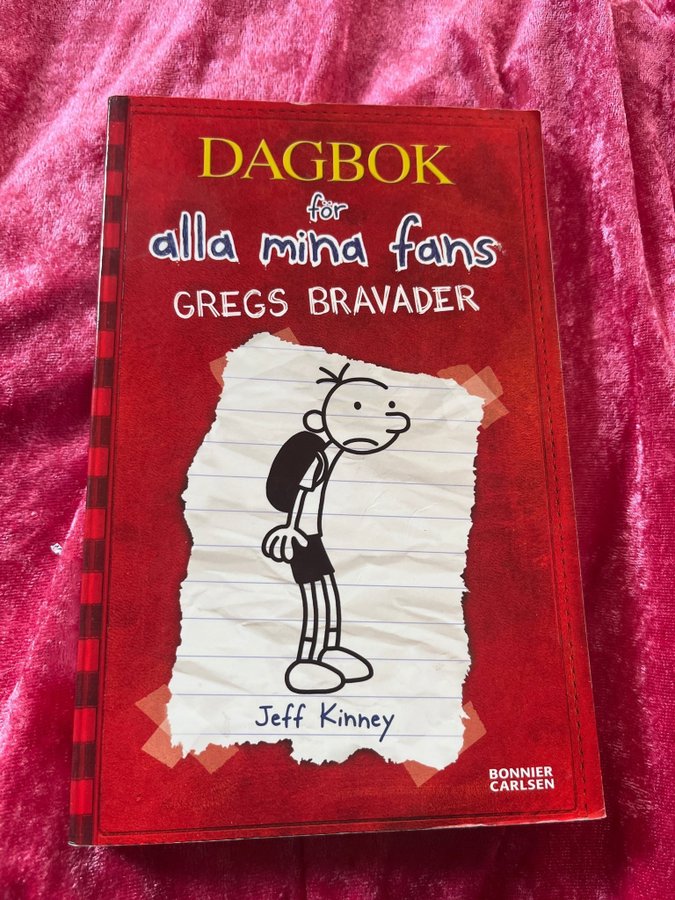 DAGBOK
för
alla mina fans
GREGS BRAVADER
Jeff Kinney
BONNIER
CARLSEN